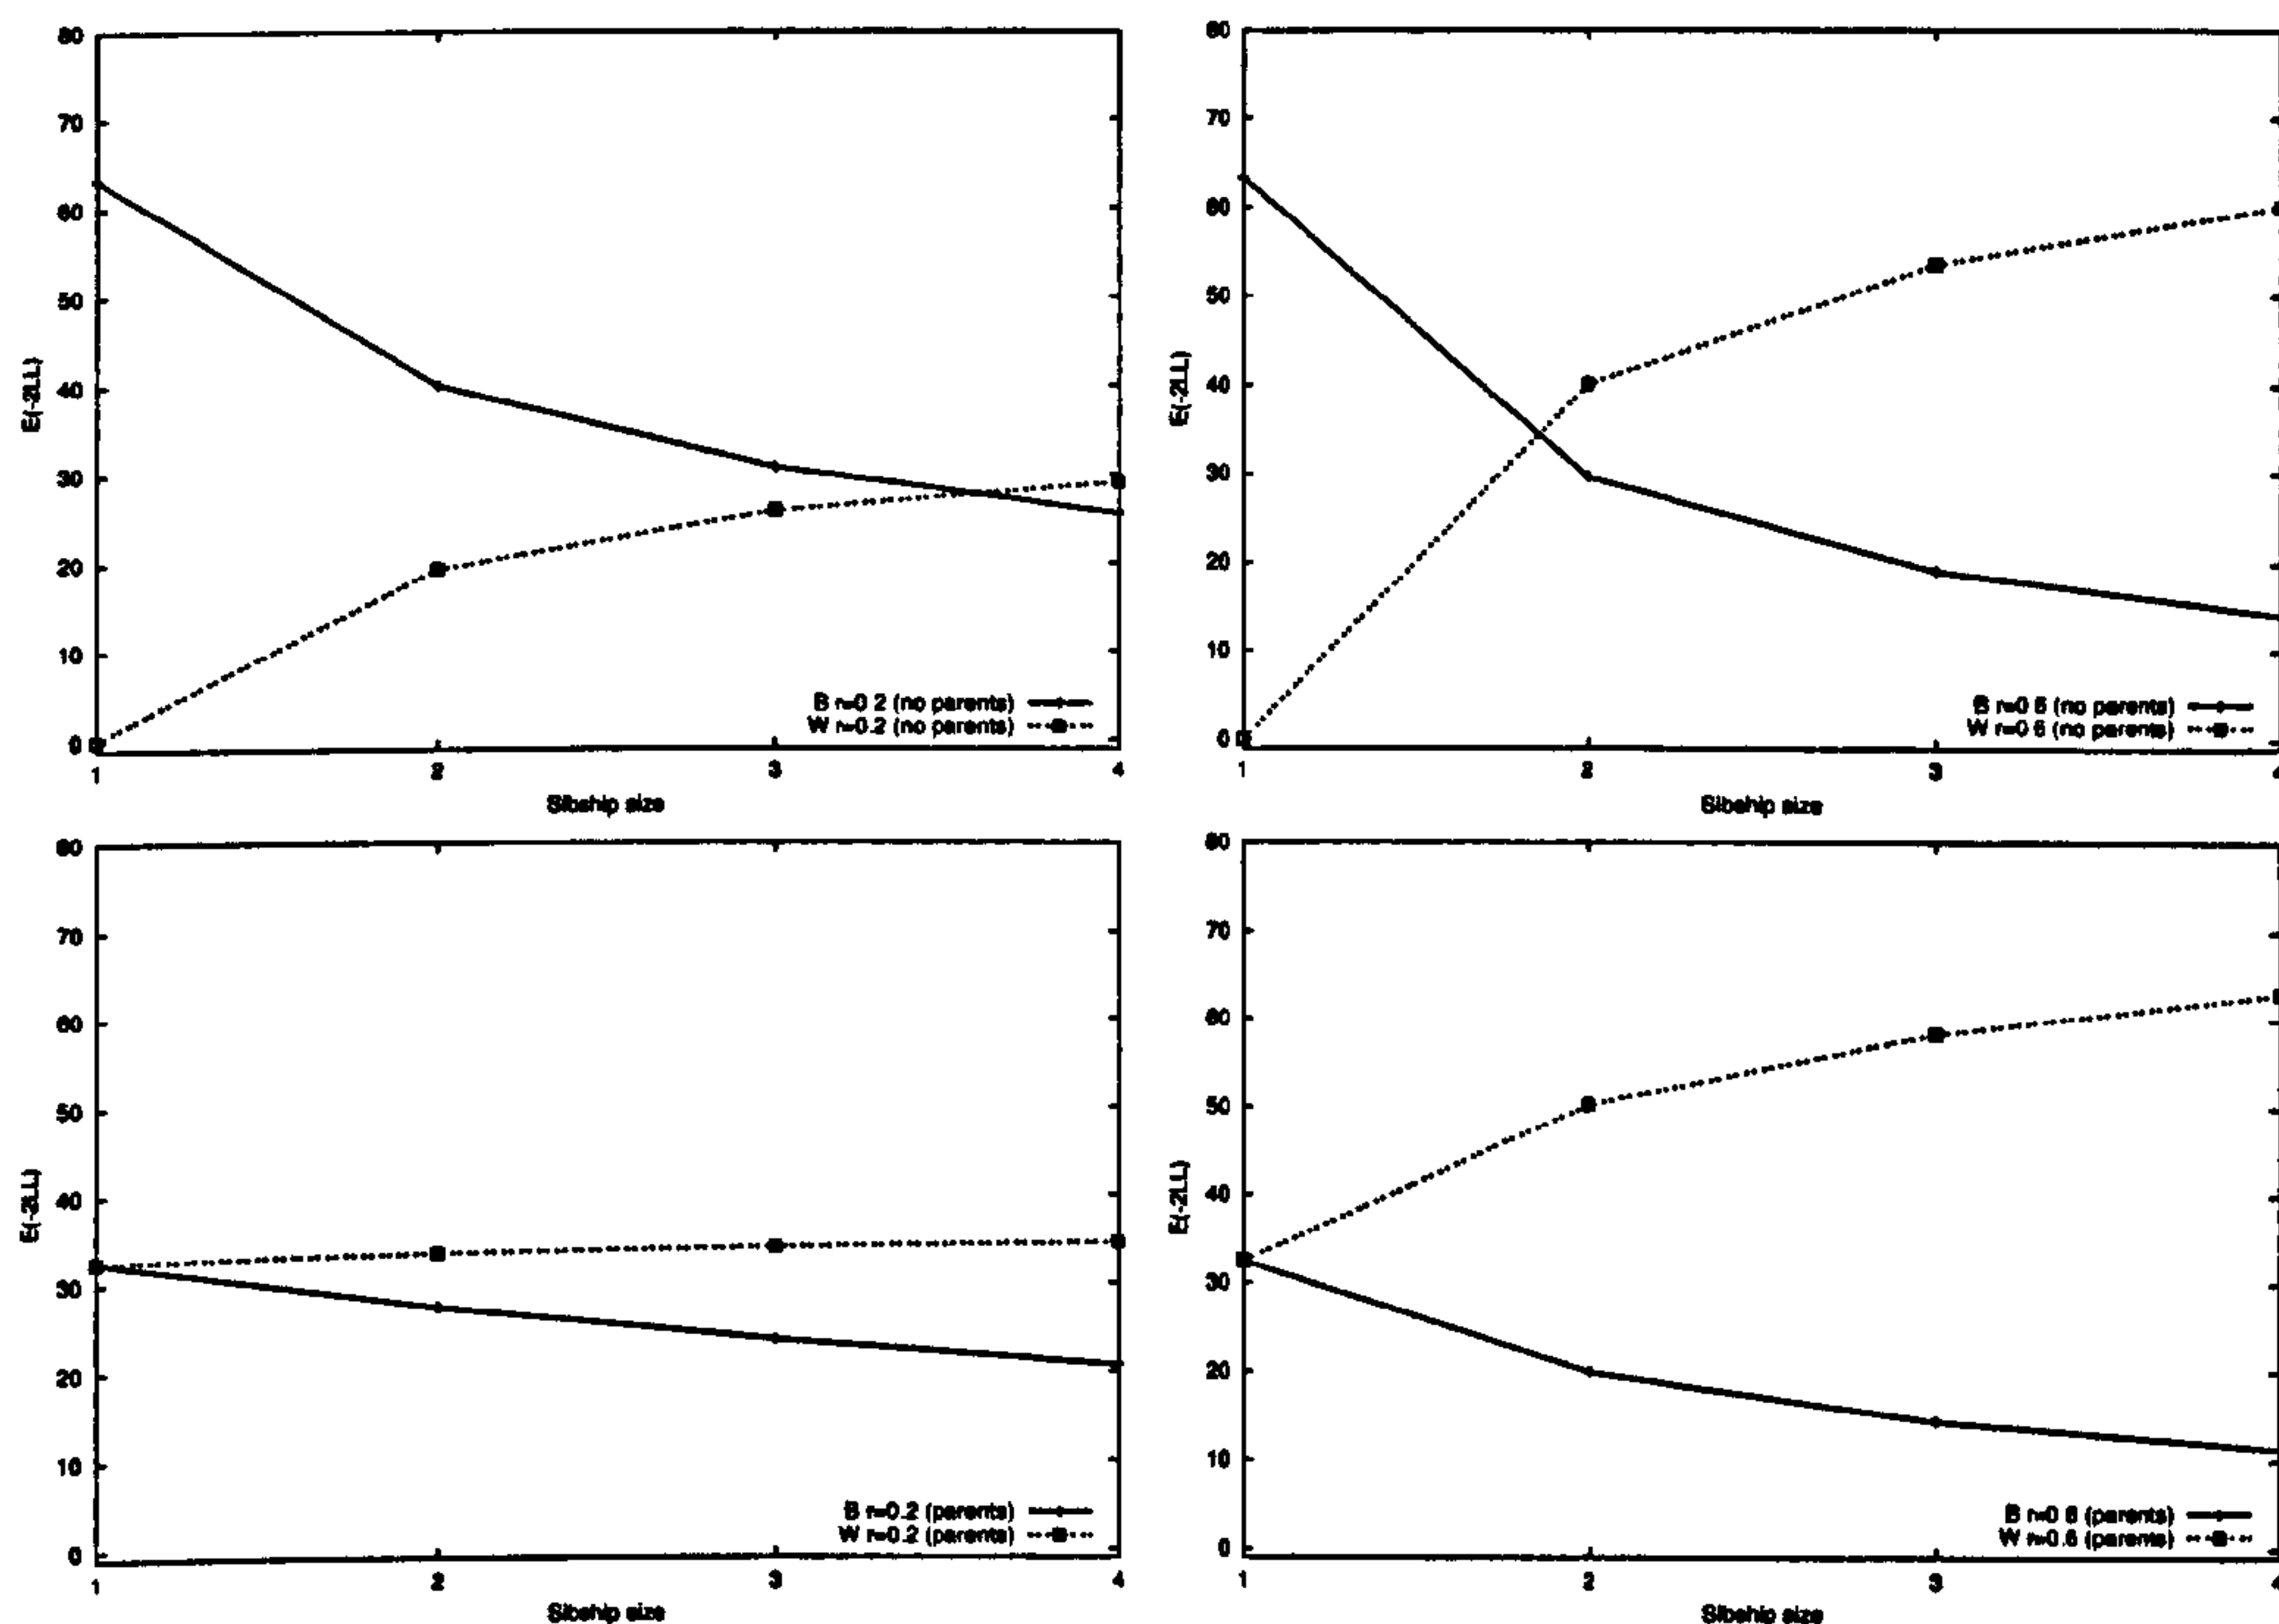 80
70
60
50
40
30
20
10
0
E(-2LL)
B r=0.2 (no parents)
W r=0.2 (no parents)
1 2 3 4
Sibship size
80
70
60
50
40
30
20
10
0
E(-2LL)
B r=0.6 (no parents)
W r=0.6 (no parents)
1 2 3 4
Sibship size
80
70
60
50
40
30
20
10
0
E(-2LL)
B r=0.2 (parents)
W r=0.2 (parents)
1 2 3 4
Sibship size
80
70
60
50
40
30
20
10
0
E(-2LL)
B r=0.6 (parents)
W r=0.6 (parents)
1 2 3 4
Sibship size